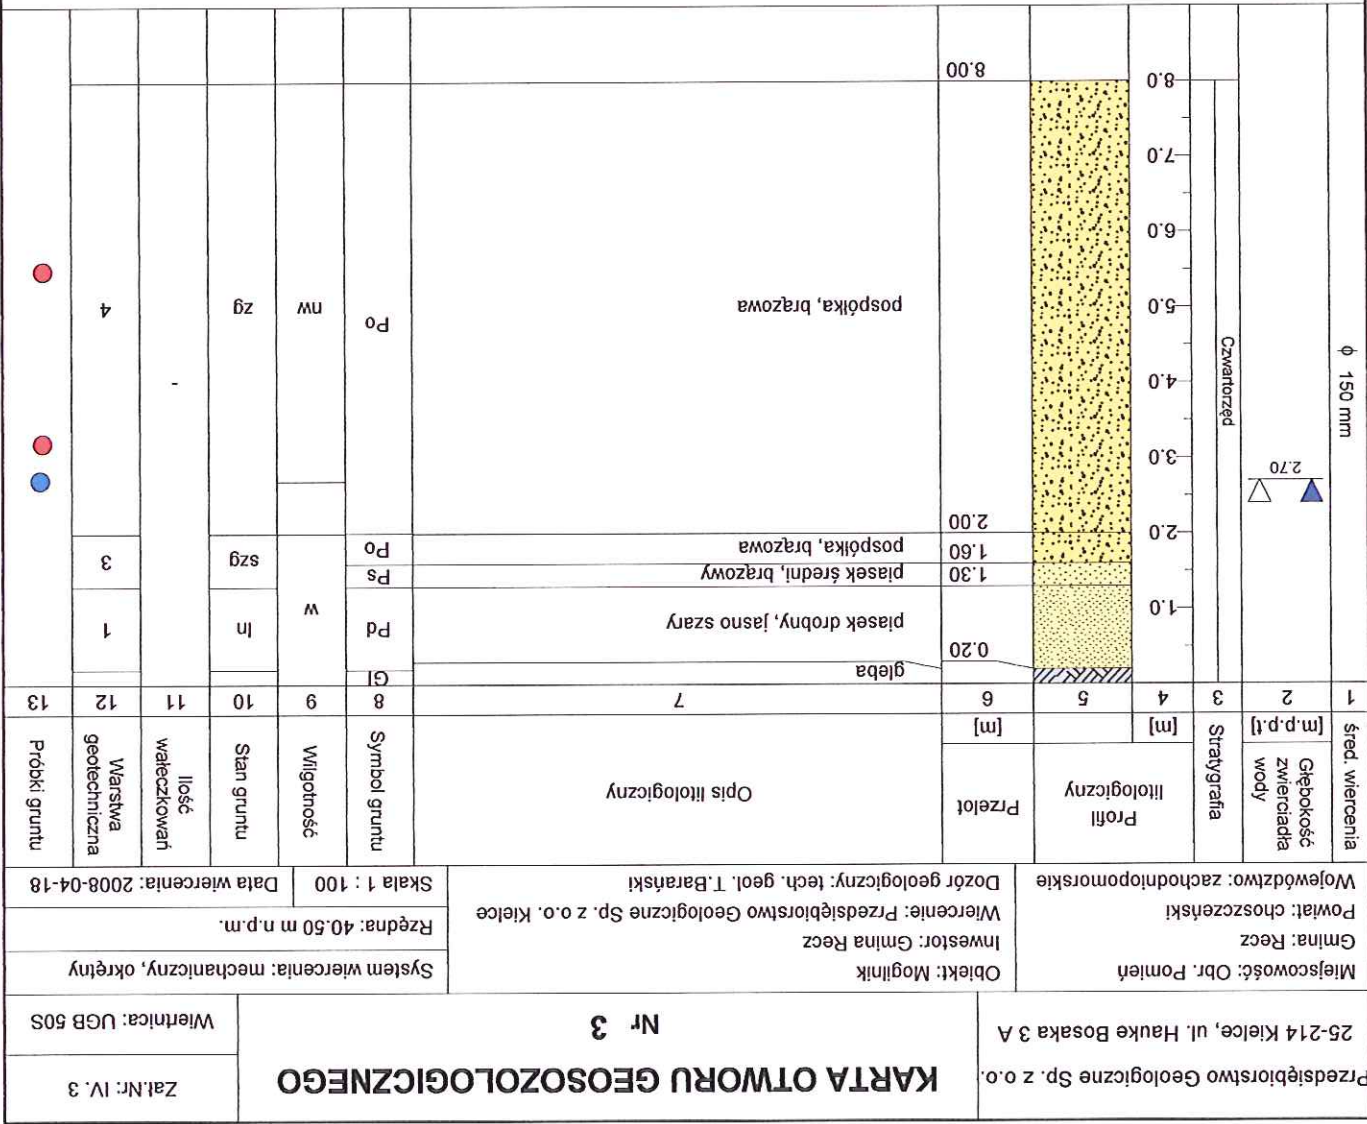 Przedsiębiorstwo Geologiczne Sp. z o.o.
25-214 Kielce, ul. Hauke Bosaka 3 A
KARTA OTWORU GEOSOZOLOGICZNEGO
Nr 3
Zał.Nr: IV. 3
Wiertnica: UGB 50S
Miejscowość: Obr. Pomień
Gmina: Recz
Powiat: choszczeński
Województwo: zachodniopomorskie
Obiekt: Mogilnik
Inwestor: Gmina Recz
Wiercenie: Przedsiębiorstwo Geologiczne Sp. z o.o. Kielce
Dozór geologiczny: tech. geol. T.Barański
System wiercenia: mechaniczny, okrętny
Rzędna: 40.50 m n.p.m.
Skala 1 : 100
Data wiercenia: 2008-04-18
śred. wiercenia
Głębokość
zwierciadła
wody
[m.p.p.t]
Stratygrafia
Profil
litologiczny
[m]
Przelot
[m]
Opis litologiczny
Symbol gruntu
Wilgotność
Stan gruntu
Ilość
wałeczkowań
Warstwa
geotechniczna
Próbki gruntu
1 2 3 4 5 6 7 8 9 10 11 12 13
gleba
Gl
0.20
piasek drobny, jasno szary
Pd
w
ln
1
1.0
1.30
piasek średni, brązowy
Ps
1.60
pospółka, brązowa
Po
szg
3
2.0
2.00
2.70
3.0
φ 150 mm
Czwartorzęd
4.0
-
5.0
pospółka, brązowa
Po
nw
zg
4
6.0
7.0
8.0
8.00